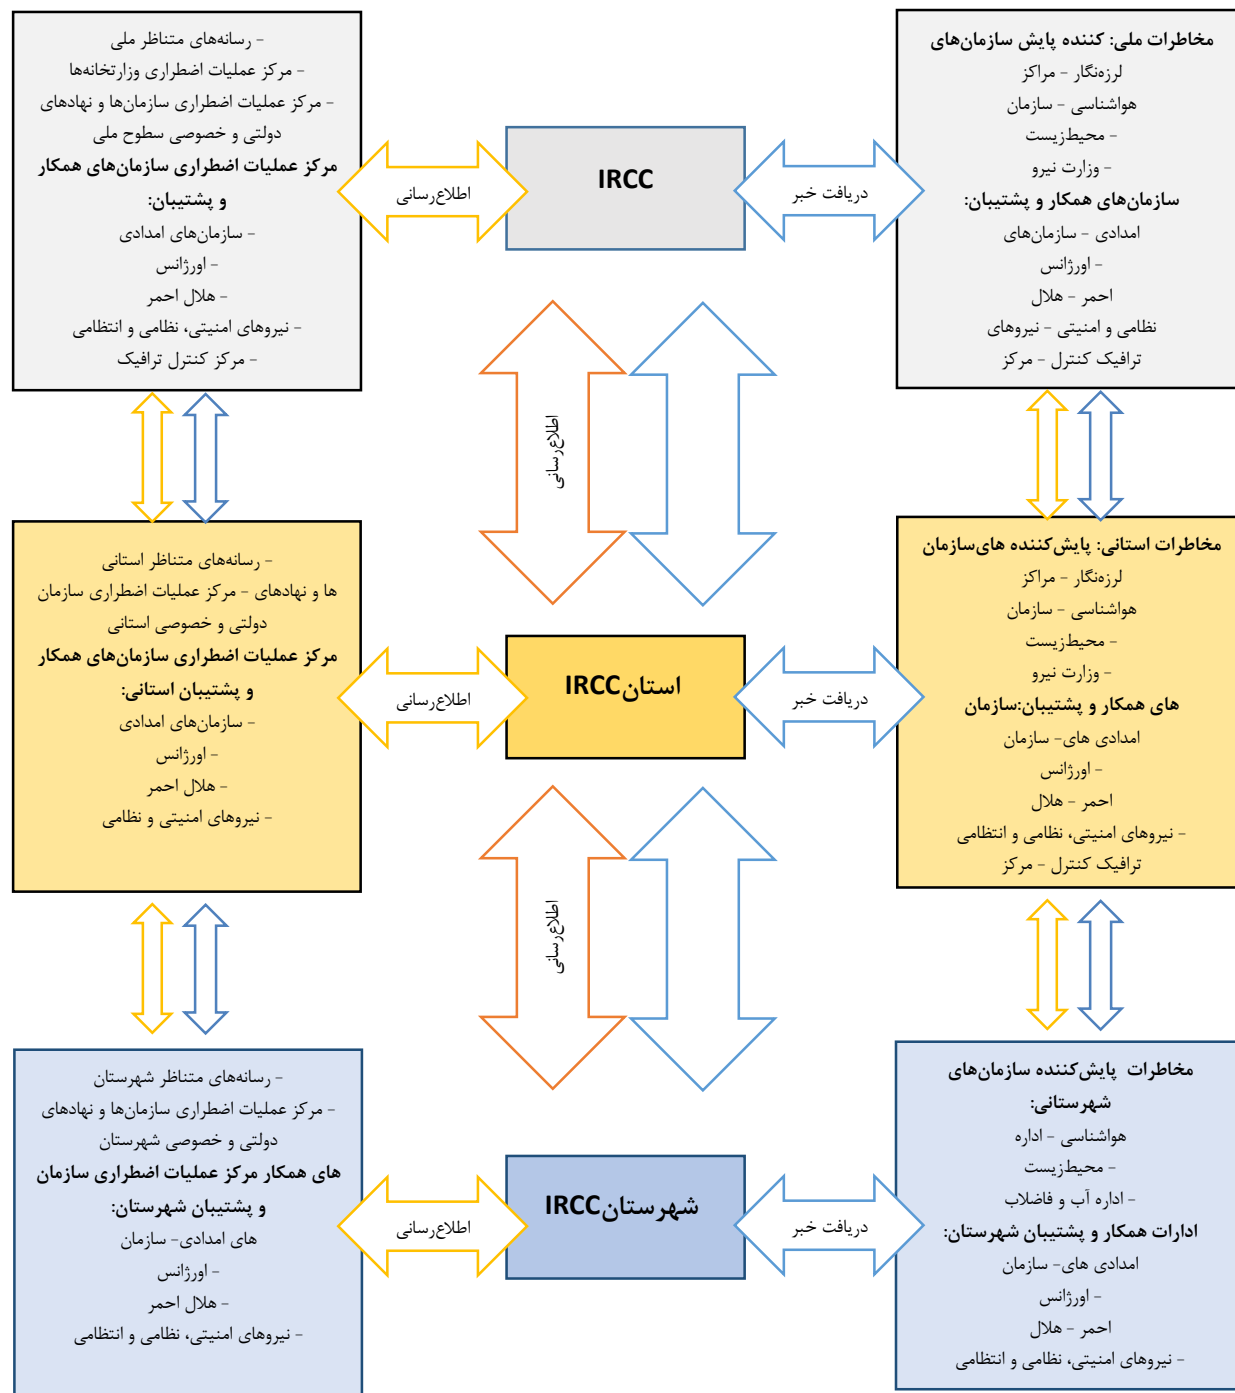 مخاطرات ملی: کننده پایش سازمان‌های
لرزه‌نگار - مراکز
هواشناسی - سازمان
- محیط‌زیست
- وزارت نیرو
سازمان‌های همکار و پشتیبان:
امدادی - سازمان‌های
- اورژانس
احمر - هلال
نظامی و امنیتی - نیروهای
ترافیک کنترل - مرکز
دریافت خبر
IRCC
اطلاع‌رسانی
- رسانه‌های متناظر ملی
- مرکز عملیات اضطراری وزارتخانه‌ها
- مرکز عملیات اضطراری سازمان‌ها و نهادهای
دولتی و خصوصی سطوح ملی
مرکز عملیات اضطراری سازمان‌های همکار
و پشتیبان:
- سازمان‌های امدادی
- اورژانس
- هلال احمر
- نیروهای امنیتی، نظامی و انتظامی
- مرکز کنترل ترافیک
اطلاع‌رسانی
مخاطرات استانی: پایش‌کننده های‌سازمان
لرزه‌نگار - مراکز
هواشناسی - سازمان
- محیط‌زیست
- وزارت نیرو
های همکار و پشتیبان:سازمان
امدادی های- سازمان
- اورژانس
احمر - هلال
- نیروهای امنیتی، نظامی و انتظامی
ترافیک کنترل - مرکز
دریافت خبر
استانIRCC
اطلاع‌رسانی
- رسانه‌های متناظر استانی
ها و نهادهای - مرکز عملیات اضطراری سازمان
دولتی و خصوصی استانی
مرکز عملیات اضطراری سازمان‌های همکار
و پشتیبان استانی:
- سازمان‌های امدادی
- اورژانس
- هلال احمر
- نیروهای امنیتی و نظامی
اطلاع‌رسانی
مخاطرات پایش‌کننده سازمان‌های
شهرستانی:
هواشناسی - اداره
- محیط‌زیست
- اداره آب و فاضلاب
ادارات همکار و پشتیبان شهرستان:
امدادی های- سازمان
- اورژانس
احمر - هلال
- نیروهای امنیتی، نظامی و انتظامی
دریافت خبر
شهرستانIRCC
اطلاع‌رسانی
- رسانه‌های متناظر شهرستان
- مرکز عملیات اضطراری سازمان‌ها و نهادهای
دولتی و خصوصی شهرستان
های همکار مرکز عملیات اضطراری سازمان
و پشتیبان شهرستان:
های امدادی- سازمان
- اورژانس
- هلال احمر
- نیروهای امنیتی، نظامی و انتظامی